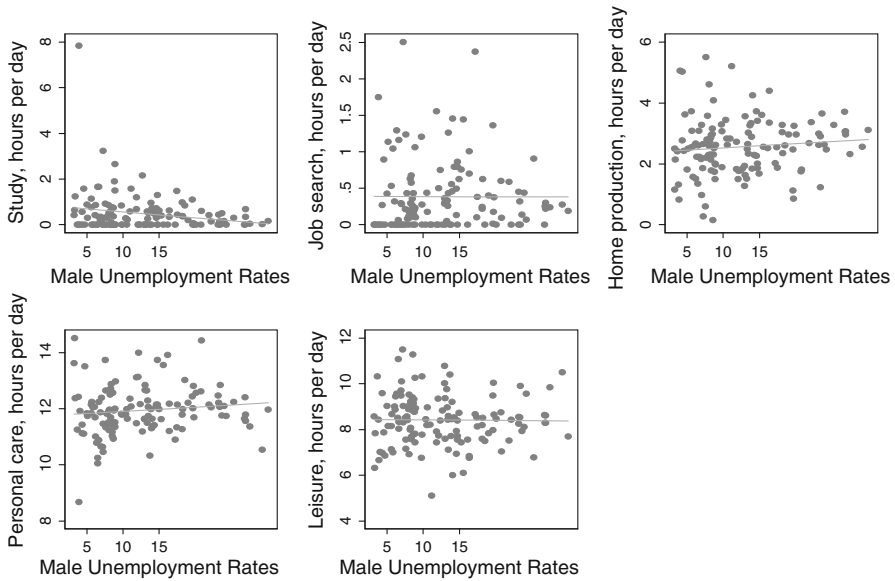 Study, hours per day
8
6
4
2
0
5 10 15
Male Unemployment Rates
Job search, hours per day
2.5
2
1.5
1
.5
0
5 10 15
Male Unemployment Rates
Home production, hours per day
6
4
2
0
5 10 15
Male Unemployment Rates
Personal care, hours per day
14
12
10
8
5 10 15
Male Unemployment Rates
Leisure, hours per day
12
10
8
6
4
5 10 15
Male Unemployment Rates